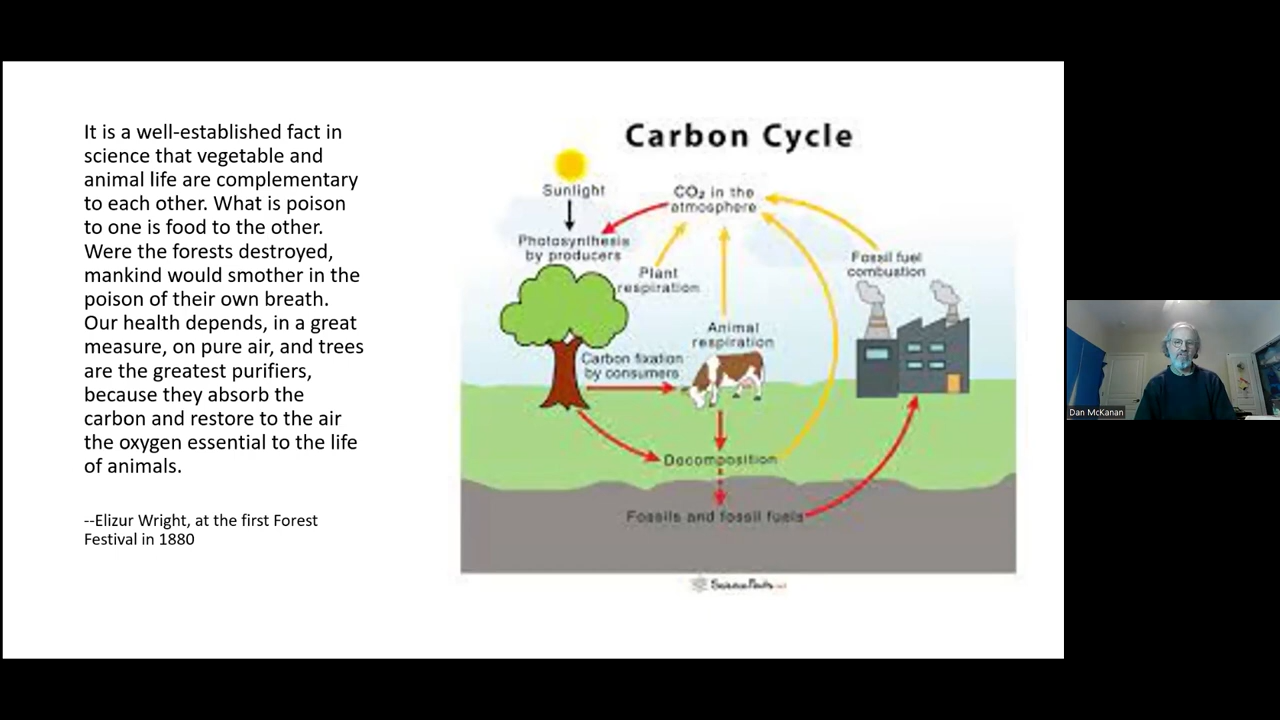 It is a well-established fact in
science that vegetable and
animal life are complementary
to each other. What is poison
to one is food to the other.
Were the forests destroyed,
mankind would smother in the
poison of their own breath.
Our health depends, in a great
measure, on pure air, and trees
are the greatest purifiers,
because they absorb the
carbon and restore to the air
the oxygen essential to the life
of animals.
--Elizur Wright, at the first Forest
Festival in 1880
Carbon Cycle
Sunlight
CO₂ in the
atmosphere
Photosynthesis
by producers
Plant
respiration
Fossil fuel
combustion
Animal
respiration
Carbon fixation
by consumers
Decomposition
Fossils and fossil fuels
Dan McKanan